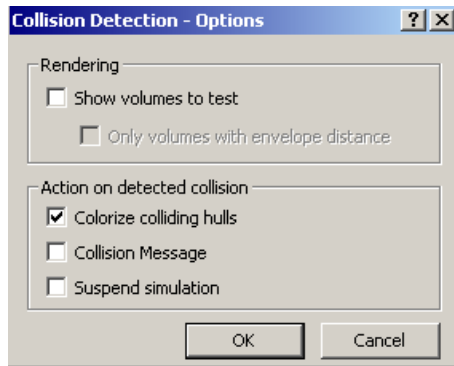 Collision Detection - Options
Rendering
Show volumes to test
Only volumes with envelope distance
Action on detected collision
Colorize colliding hulls
Collision Message
Suspend simulation
OK Cancel